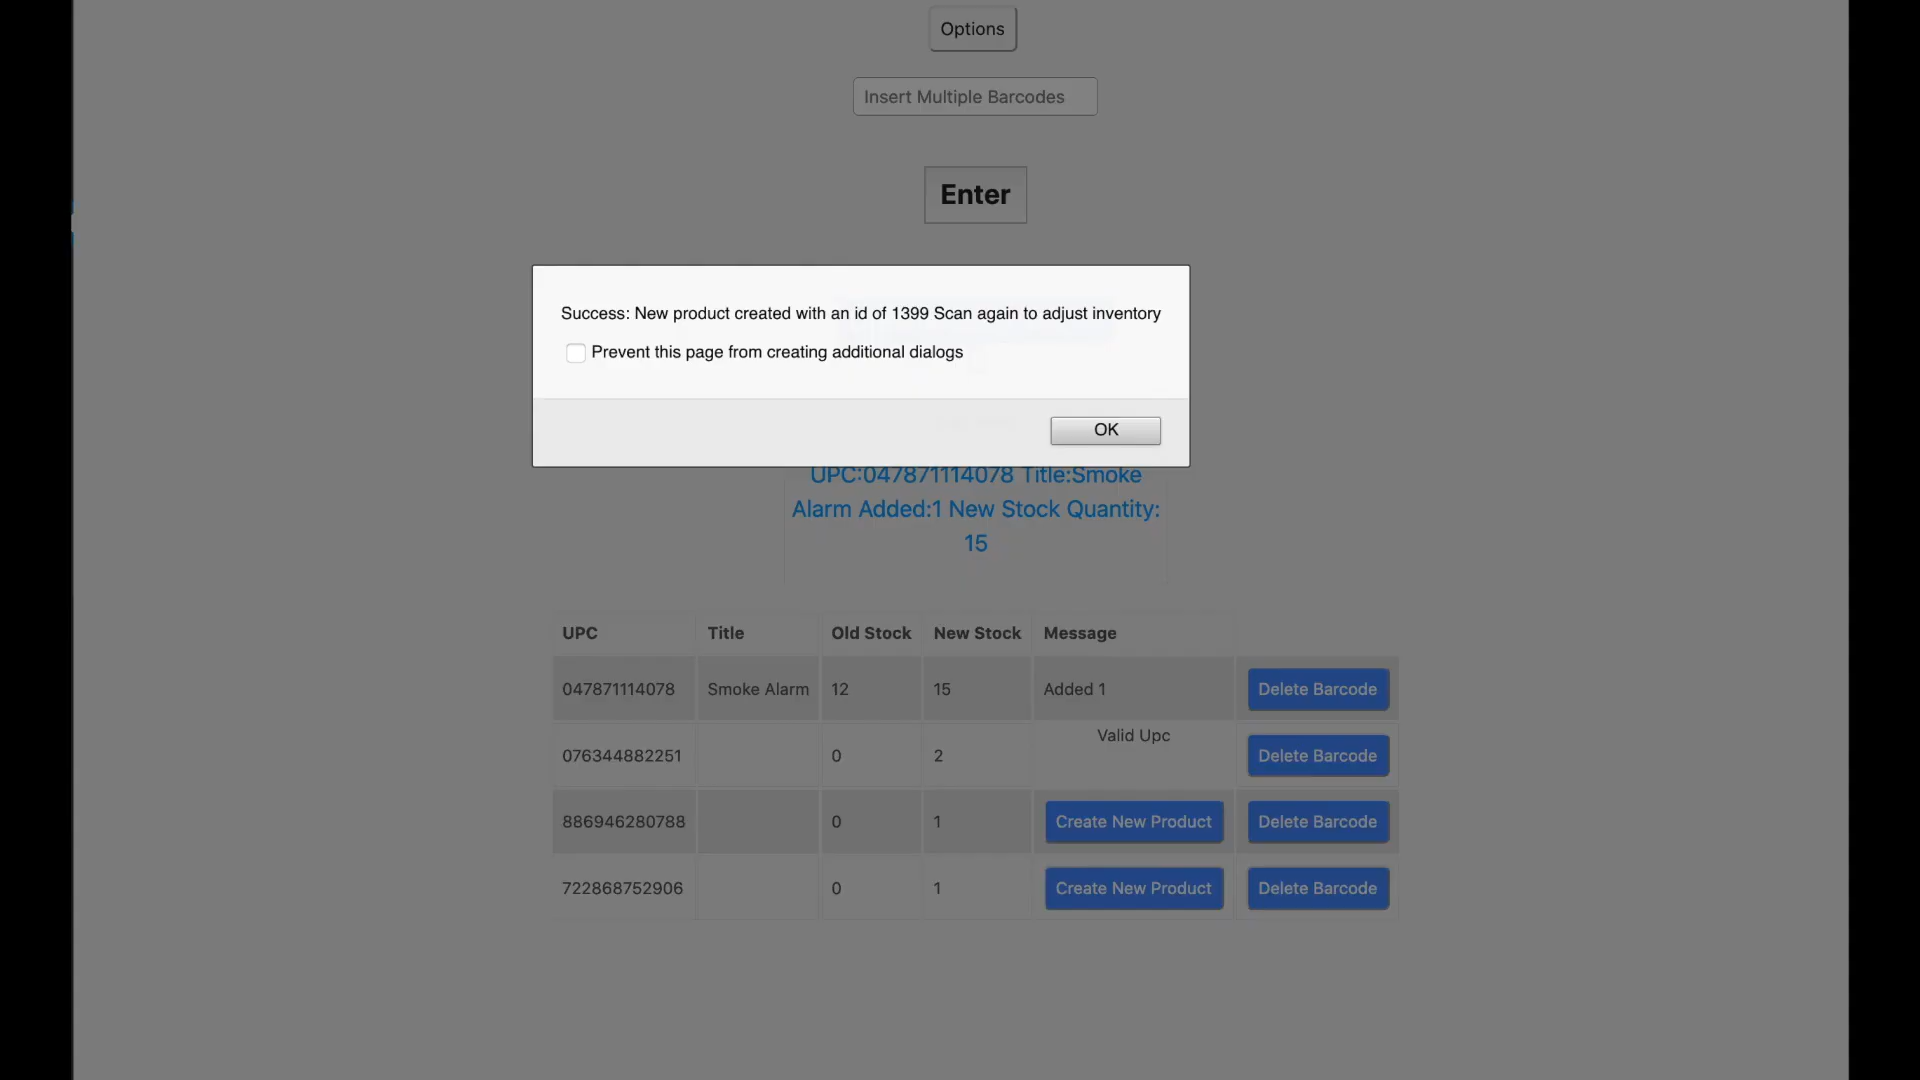 Options
Insert Multiple Barcodes
Enter
Success: New product created with an id of 1399 Scan again to adjust inventory
Prevent this page from creating additional dialogs
OK
UPC:047871114078 Title:Smoke
Alarm Added:1 New Stock Quantity:
15
UPC Title Old Stock New Stock Message
047871114078 Smoke Alarm 12 15 Added 1 Delete Barcode
076344882251 0 2 Valid Upc Delete Barcode
886946280788 0 1 Create New Product Delete Barcode
722868752906 0 1 Create New Product Delete Barcode